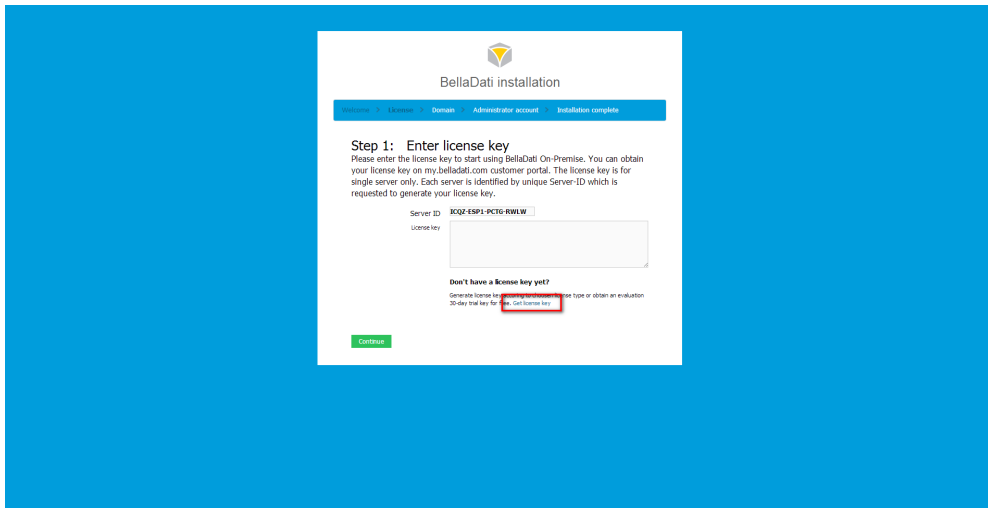 BellaDati installation
Welcome > License > Domain > Administrator account > Installation complete
Step 1: Enter license key
Please enter the license key to start using BellaDati On-Premise. You can obtain
your license key on my.belladati.com customer portal. The license key is for
single server only. Each server is identified by unique Server-ID which is
requested to generate your license key.
Server ID ICQZ-ESP1-PCTG-RWLW
License key
Don't have a license key yet?
Generate license key accuring to choosen license type or obtain an evaluation
30-day trial key for free. Get license key
Continue